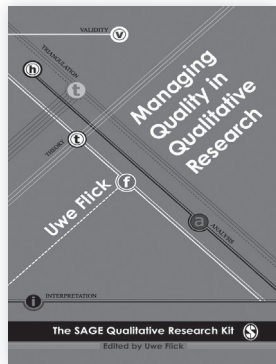 VALIDITY
v
TRIANGULATION
h
t
THEORY
t
Managing
Quality in
Qualitative
Research
f
Uwe Flick
a
ANALYSIS
i
INTERPRETATION
The SAGE Qualitative Research Kit
S
Edited by Uwe Flick